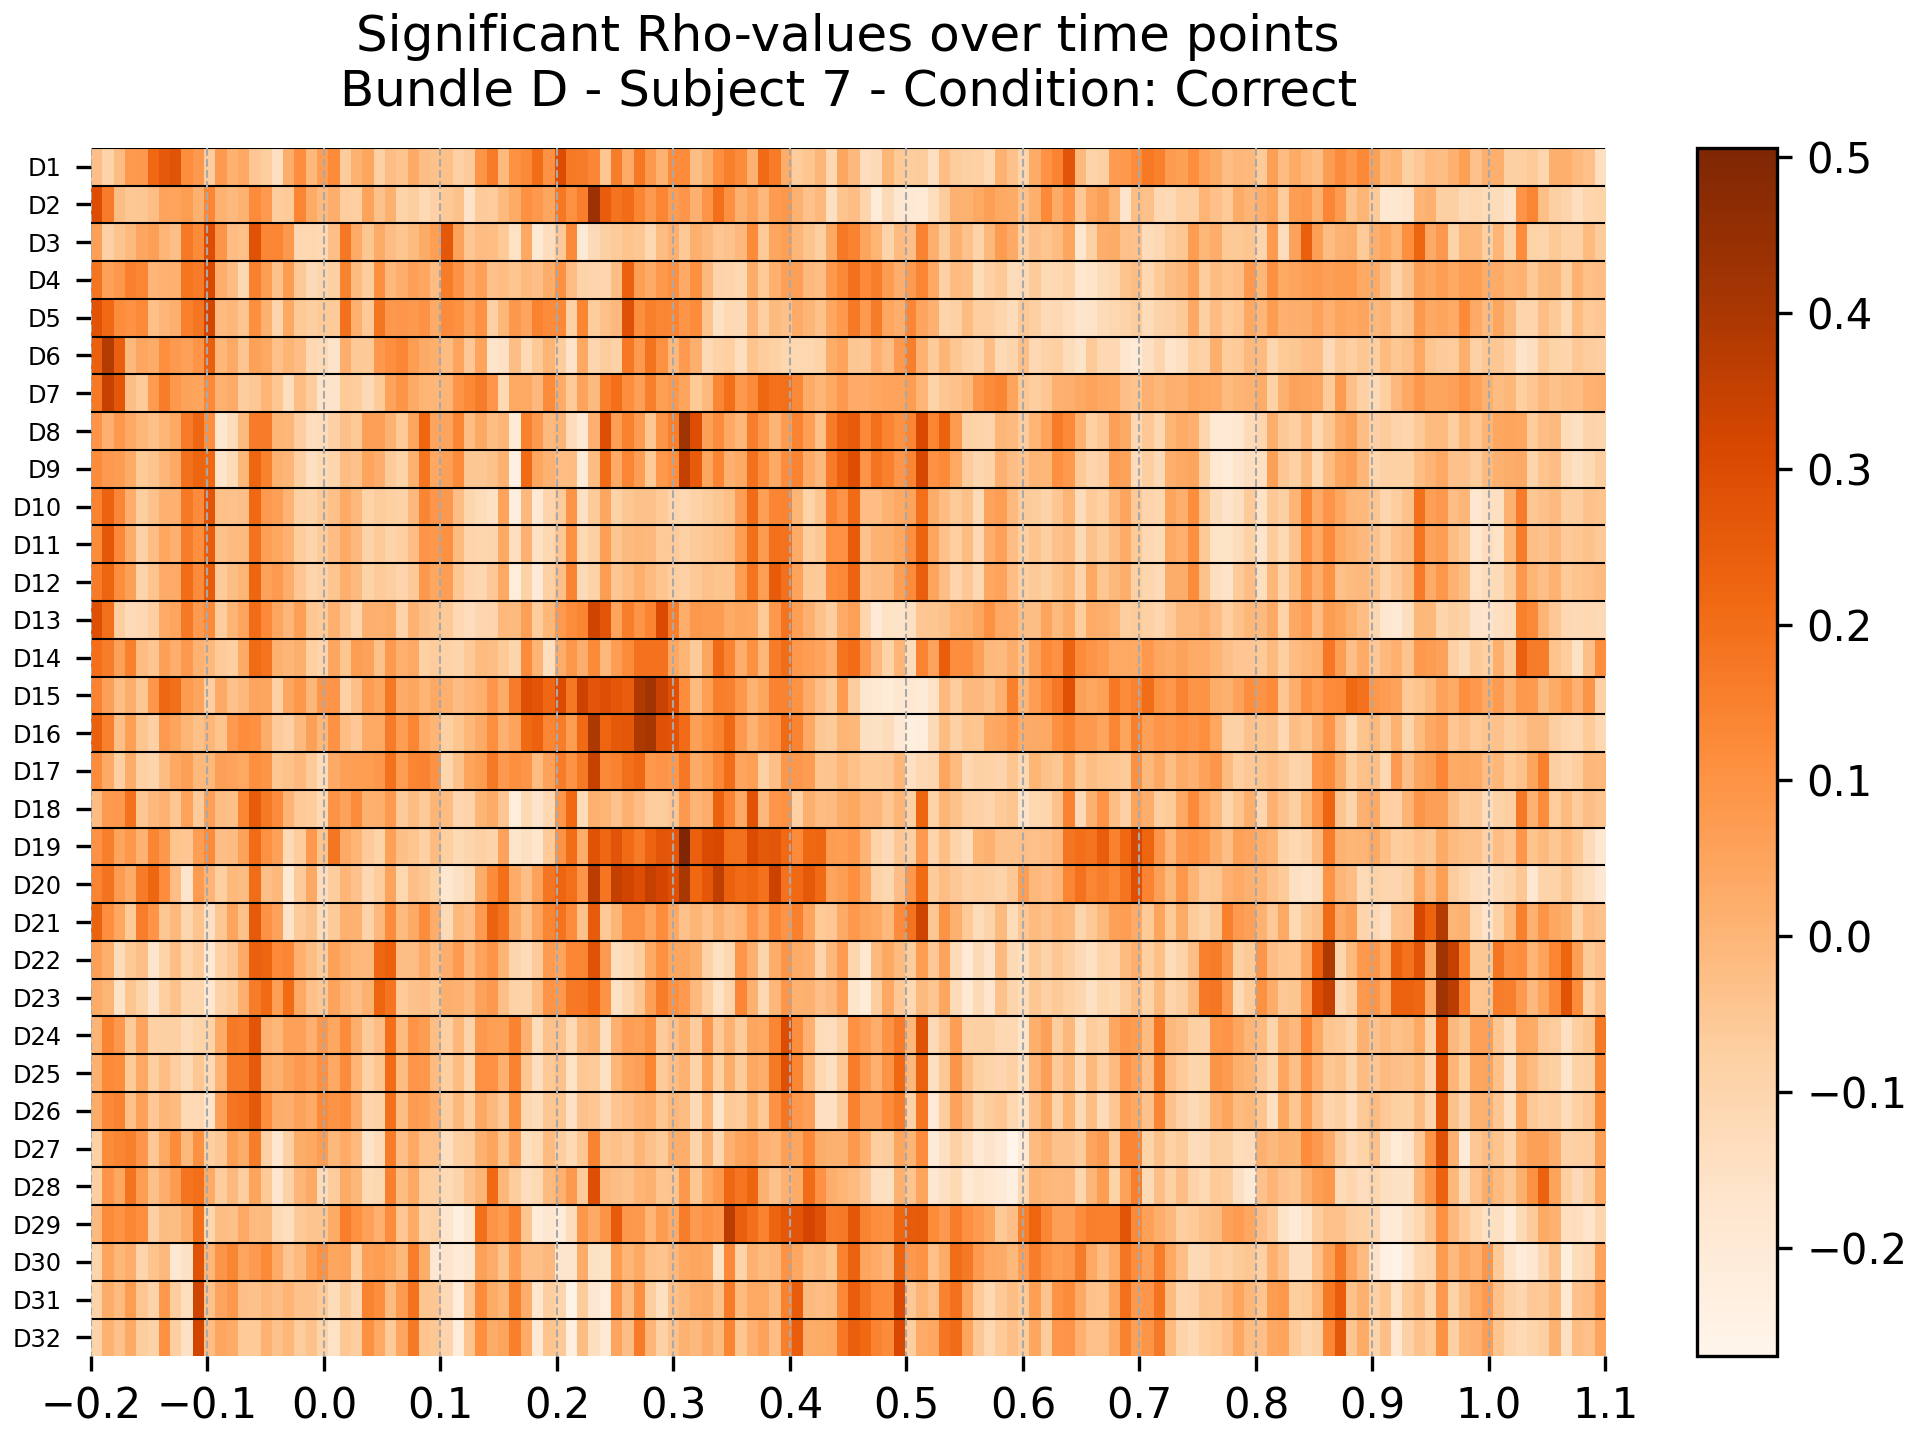 Significant Rho-values over time points
Bundle D - Subject 7 - Condition: Correct
D1
D2
D3
D4
D5
D6
D7
D8
D9
D10
D11
D12
D13
D14
D15
D16
D17
D18
D19
D20
D21
D22
D23
D24
D25
D26
D27
D28
D29
D30
D31
D32
−0.2 −0.1 0.0 0.1 0.2 0.3 0.4 0.5 0.6 0.7 0.8 0.9 1.0 1.1
0.5
0.4
0.3
0.2
0.1
0.0
−0.1
−0.2